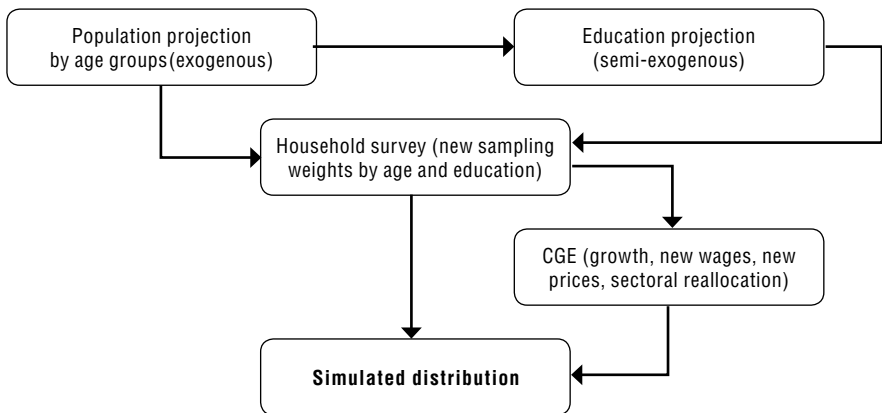 Population projection
by age groups(exogenous)
Education projection
(semi-exogenous)
Household survey (new sampling
weights by age and education)
CGE (growth, new wages, new
prices, sectoral reallocation)
Simulated distribution